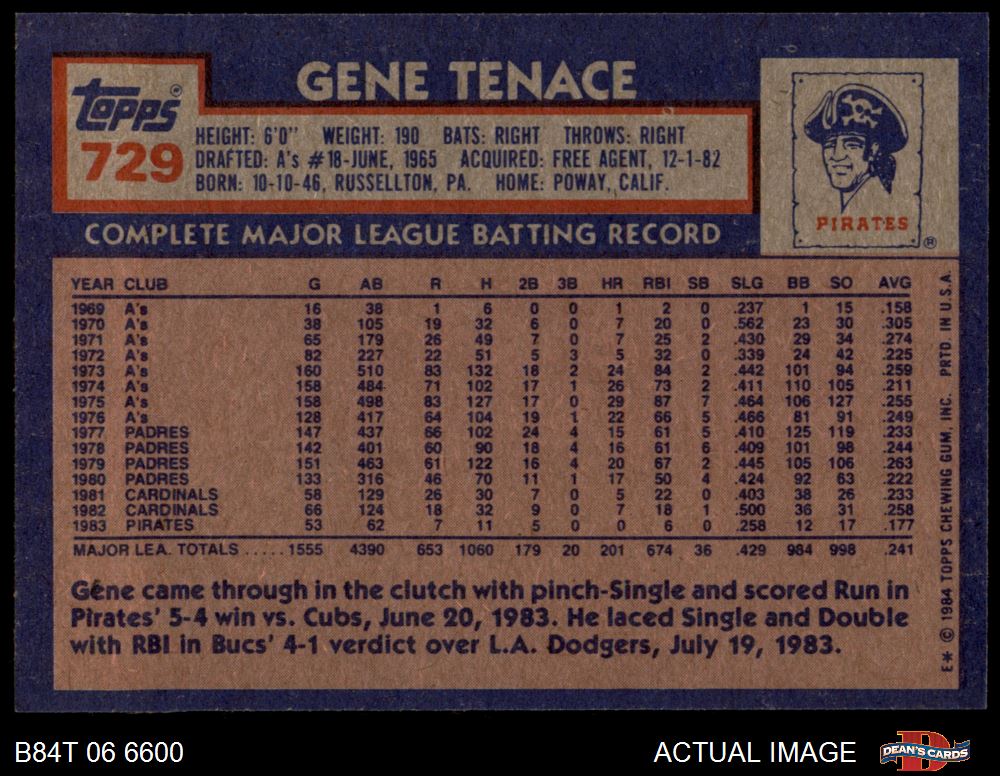 GENE TENACE
Topps®
729
HEIGHT: 6'0" WEIGHT: 190 BATS: RIGHT THROWS: RIGHT
DRAFTED: A's #18-JUNE, 1965 ACQUIRED: FREE AGENT, 12-1-82
BORN: 10-10-46, RUSSELLTON, PA. HOME: POWAY, CALIF.
PIRATES®
COMPLETE MAJOR LEAGUE BATTING RECORD
YEAR CLUB G AB R H 2B 3B HR RBI SB SLG BB SO AVG
1969 A's 16 38 1 6 0 0 1 2 0 .237 1 15 .158
1970 A's 38 105 19 32 6 0 7 20 0 .562 23 30 .305
1971 A's 65 179 26 49 7 0 7 25 2 .430 29 34 .274
1972 A's 82 227 22 51 5 3 5 32 0 .339 24 42 .225
1973 A's 160 510 83 132 18 2 24 84 2 .442 101 94 .259
1974 A's 158 484 71 102 17 1 26 73 2 .411 110 105 .211
1975 A's 158 498 83 127 17 0 29 87 7 .464 106 127 .255
1976 A's 128 417 64 104 19 1 22 66 5 .466 81 91 .249
1977 PADRES 147 437 66 102 24 4 15 61 5 .410 125 119 .233
1978 PADRES 142 401 60 90 18 4 16 61 6 .409 101 98 .244
1979 PADRES 151 463 61 122 16 4 20 67 2 .445 105 106 .263
1980 PADRES 133 316 46 70 11 1 17 50 4 .424 92 63 .222
1981 CARDINALS 58 129 26 30 7 0 5 22 0 .403 38 26 .233
1982 CARDINALS 66 124 18 32 9 0 7 18 1 .500 36 31 .258
1983 PIRATES 53 62 7 11 5 0 0 6 0 .258 12 17 .177
MAJOR LEA. TOTALS ..... 1555 4390 653 1060 179 20 201 674 36 .429 984 998 .241
Gene came through in the clutch with pinch-Single and scored Run in
Pirates' 5-4 win vs. Cubs, June 20, 1983. He laced Single and Double
with RBI in Bucs' 4-1 verdict over L.A. Dodgers, July 19, 1983.
E* © 1984 TOPPS CHEWING GUM, INC. PRTD. IN U.S.A.
B84T 06 6600
ACTUAL IMAGE
DEAN'S CARDS